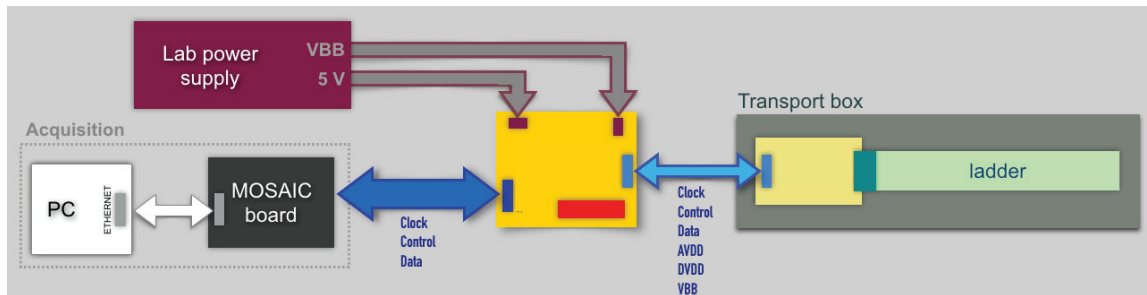 Lab power
supply
VBB
5 V
Acquisition
PC
ETHERNET
MOSAIC
board
Clock
Control
Data
Clock
Control
Data
AVDD
DVDD
VBB
Transport box
ladder